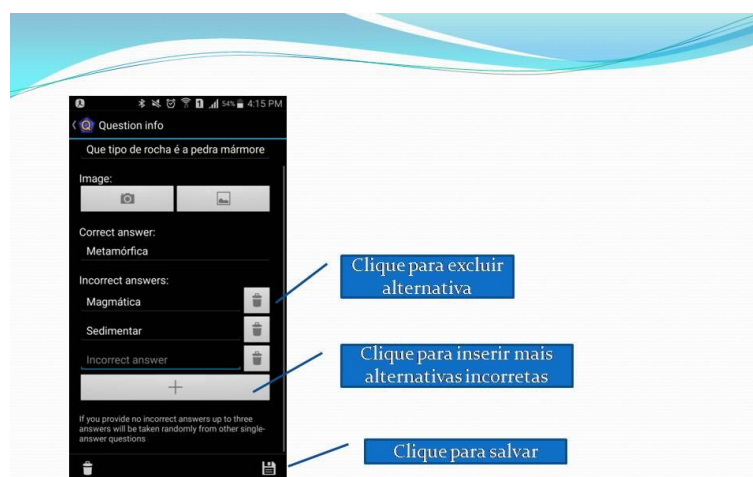 54% 4:15 PM
Question info
Que tipo de rocha é a pedra mármore
Image:
Correct answer:
Metamórfica
Incorrect answers:
Magmática
Sedimentar
Incorrect answer
If you provide no incorrect answers up to three
answers will be taken randomly from other single-
answer questions
Clique para excluir
alternativa
Clique para inserir mais
alternativas incorretas
Clique para salvar